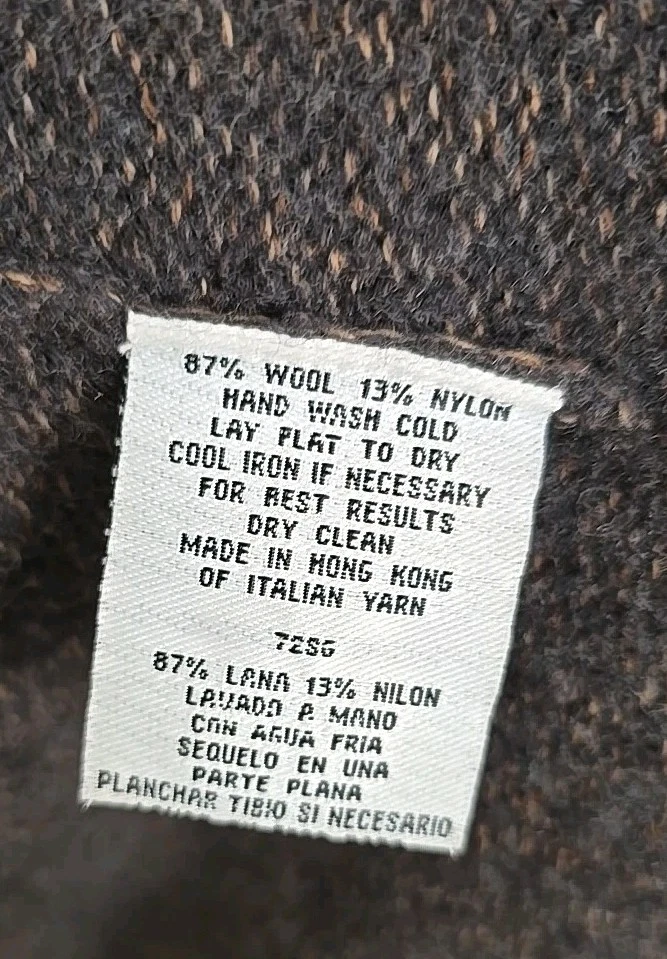 87% WOOL 13% NYLON
HAND WASH COLD
LAY FLAT TO DRY
COOL IRON IF NECESSARY
FOR BEST RESULTS
DRY CLEAN
MADE IN HONG KONG
OF ITALIAN YARN
72SG
87% LANA 13% NILON
LAVADO A MANO
CON AGUA FRIA
SEQUELO EN UNA
PARTE PLANA
PLANCHAR TIBIO SI NECESARIO